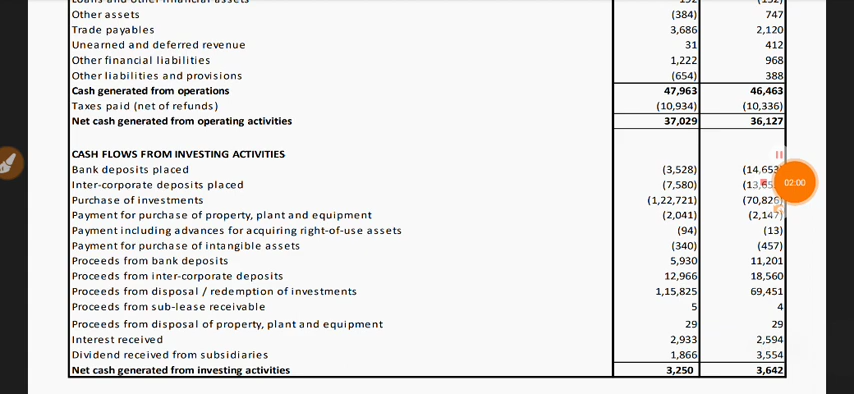 Other assets (384) 747
Trade payables 3,686 2,120
Unearned and deferred revenue 31 412
Other financial liabilities 1,222 968
Other liabilities and provisions (654) 388
Cash generated from operations 47,963 46,463
Taxes paid (net of refunds) (10,934) (10,336)
Net cash generated from operating activities 37,029 36,127
CASH FLOWS FROM INVESTING ACTIVITIES
Bank deposits placed (3,528) (14,653)
Inter-corporate deposits placed (7,580)
02:00
Purchase of investments (1,22,721) (70,826)
Payment for purchase of property, plant and equipment (2,041) (2,147)
Payment including advances for acquiring right-of-use assets (94) (13)
Payment for purchase of intangible assets (340) (457)
Proceeds from bank deposits 5,930 11,201
Proceeds from inter-corporate deposits 12,966 18,560
Proceeds from disposal / redemption of investments 1,15,825 69,451
Proceeds from sub-lease receivable 5 4
Proceeds from disposal of property, plant and equipment 29 29
Interest received 2,933 2,594
Dividend received from subsidiaries 1,866 3,554
Net cash generated from investing activities 3,250 3,642